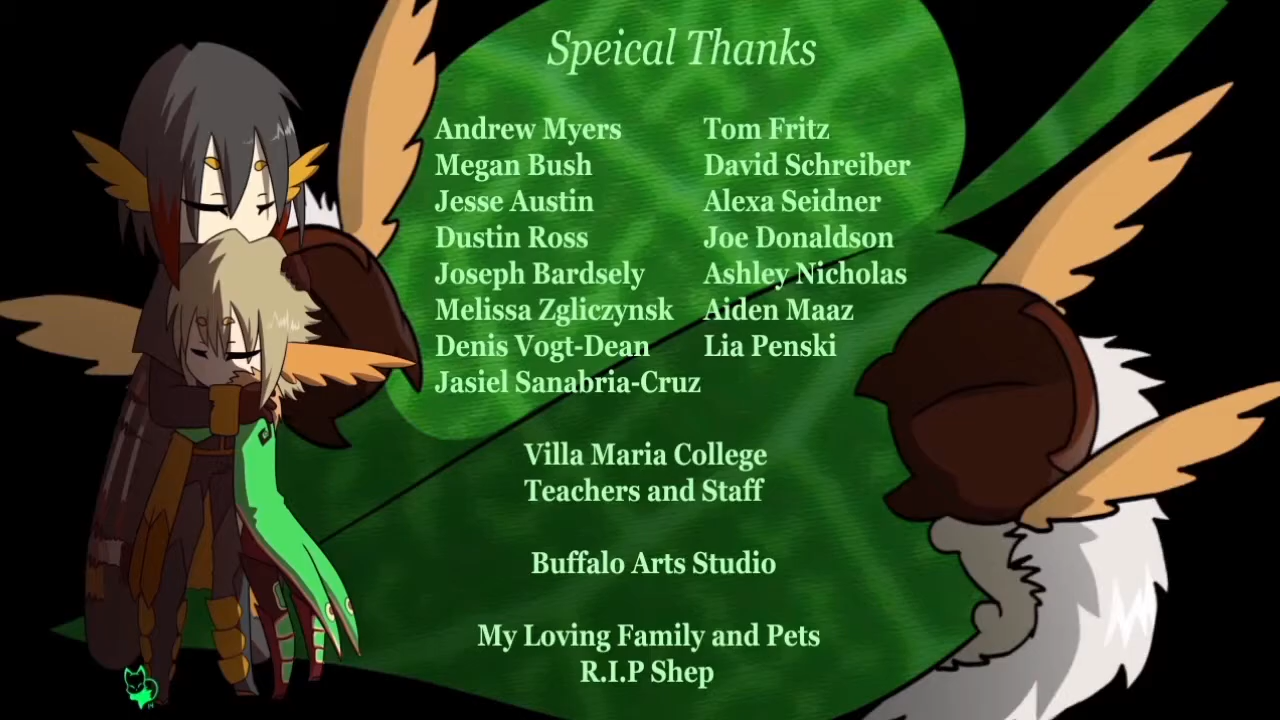 Speical Thanks
Andrew Myers
Megan Bush
Jesse Austin
Dustin Ross
Joseph Bardsely
Melissa Zgliczynsk
Denis Vogt-Dean
Jasiel Sanabria-Cruz
Tom Fritz
David Schreiber
Alexa Seidner
Joe Donaldson
Ashley Nicholas
Aiden Maaz
Lia Penski
Villa Maria College
Teachers and Staff
Buffalo Arts Studio
My Loving Family and Pets
R.I.P Shep